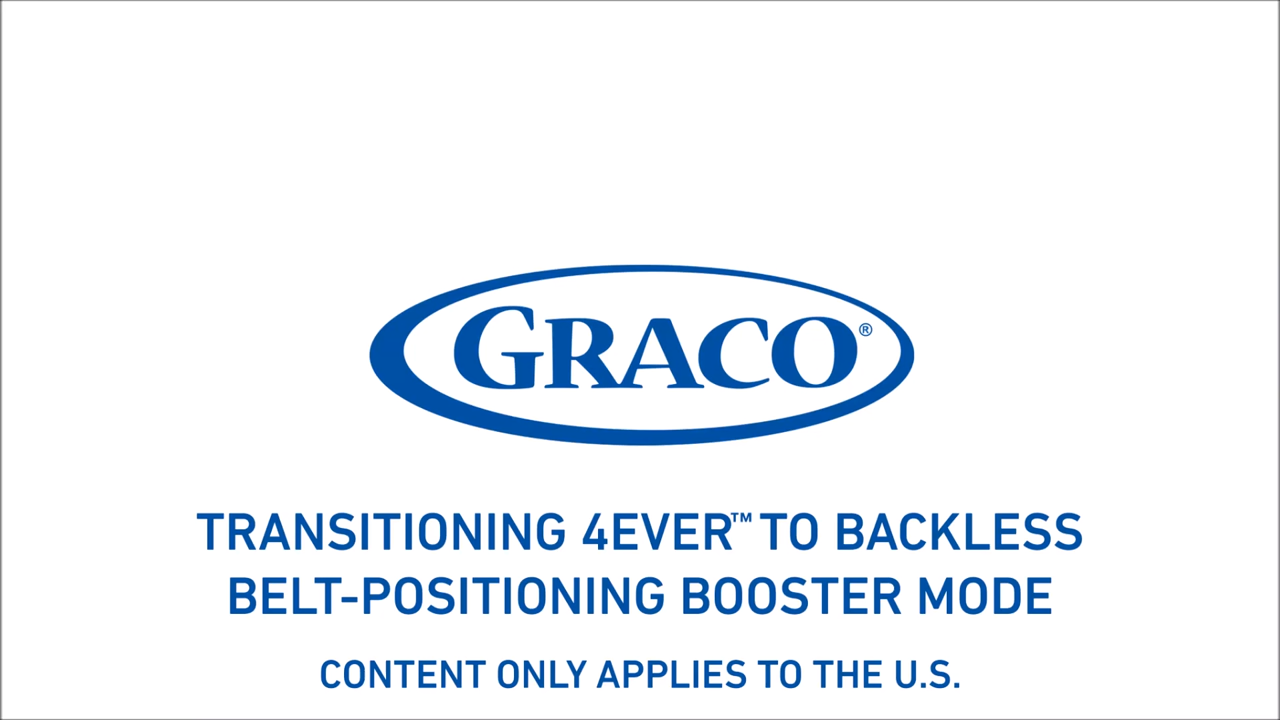 GRACO®
TRANSITIONING 4EVER™ TO BACKLESS
BELT-POSITIONING BOOSTER MODE
CONTENT ONLY APPLIES TO THE U.S.